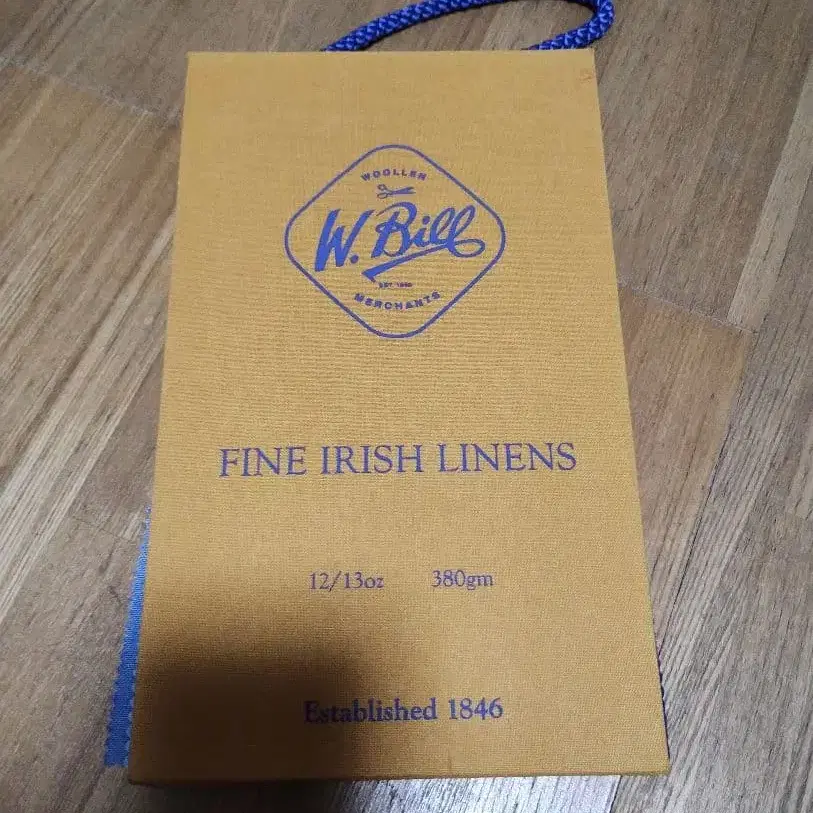 WOOLLEN
W. Bill
EST. 1846
MERCHANTS
FINE IRISH LINENS
12/13oz 380gm
Established 1846